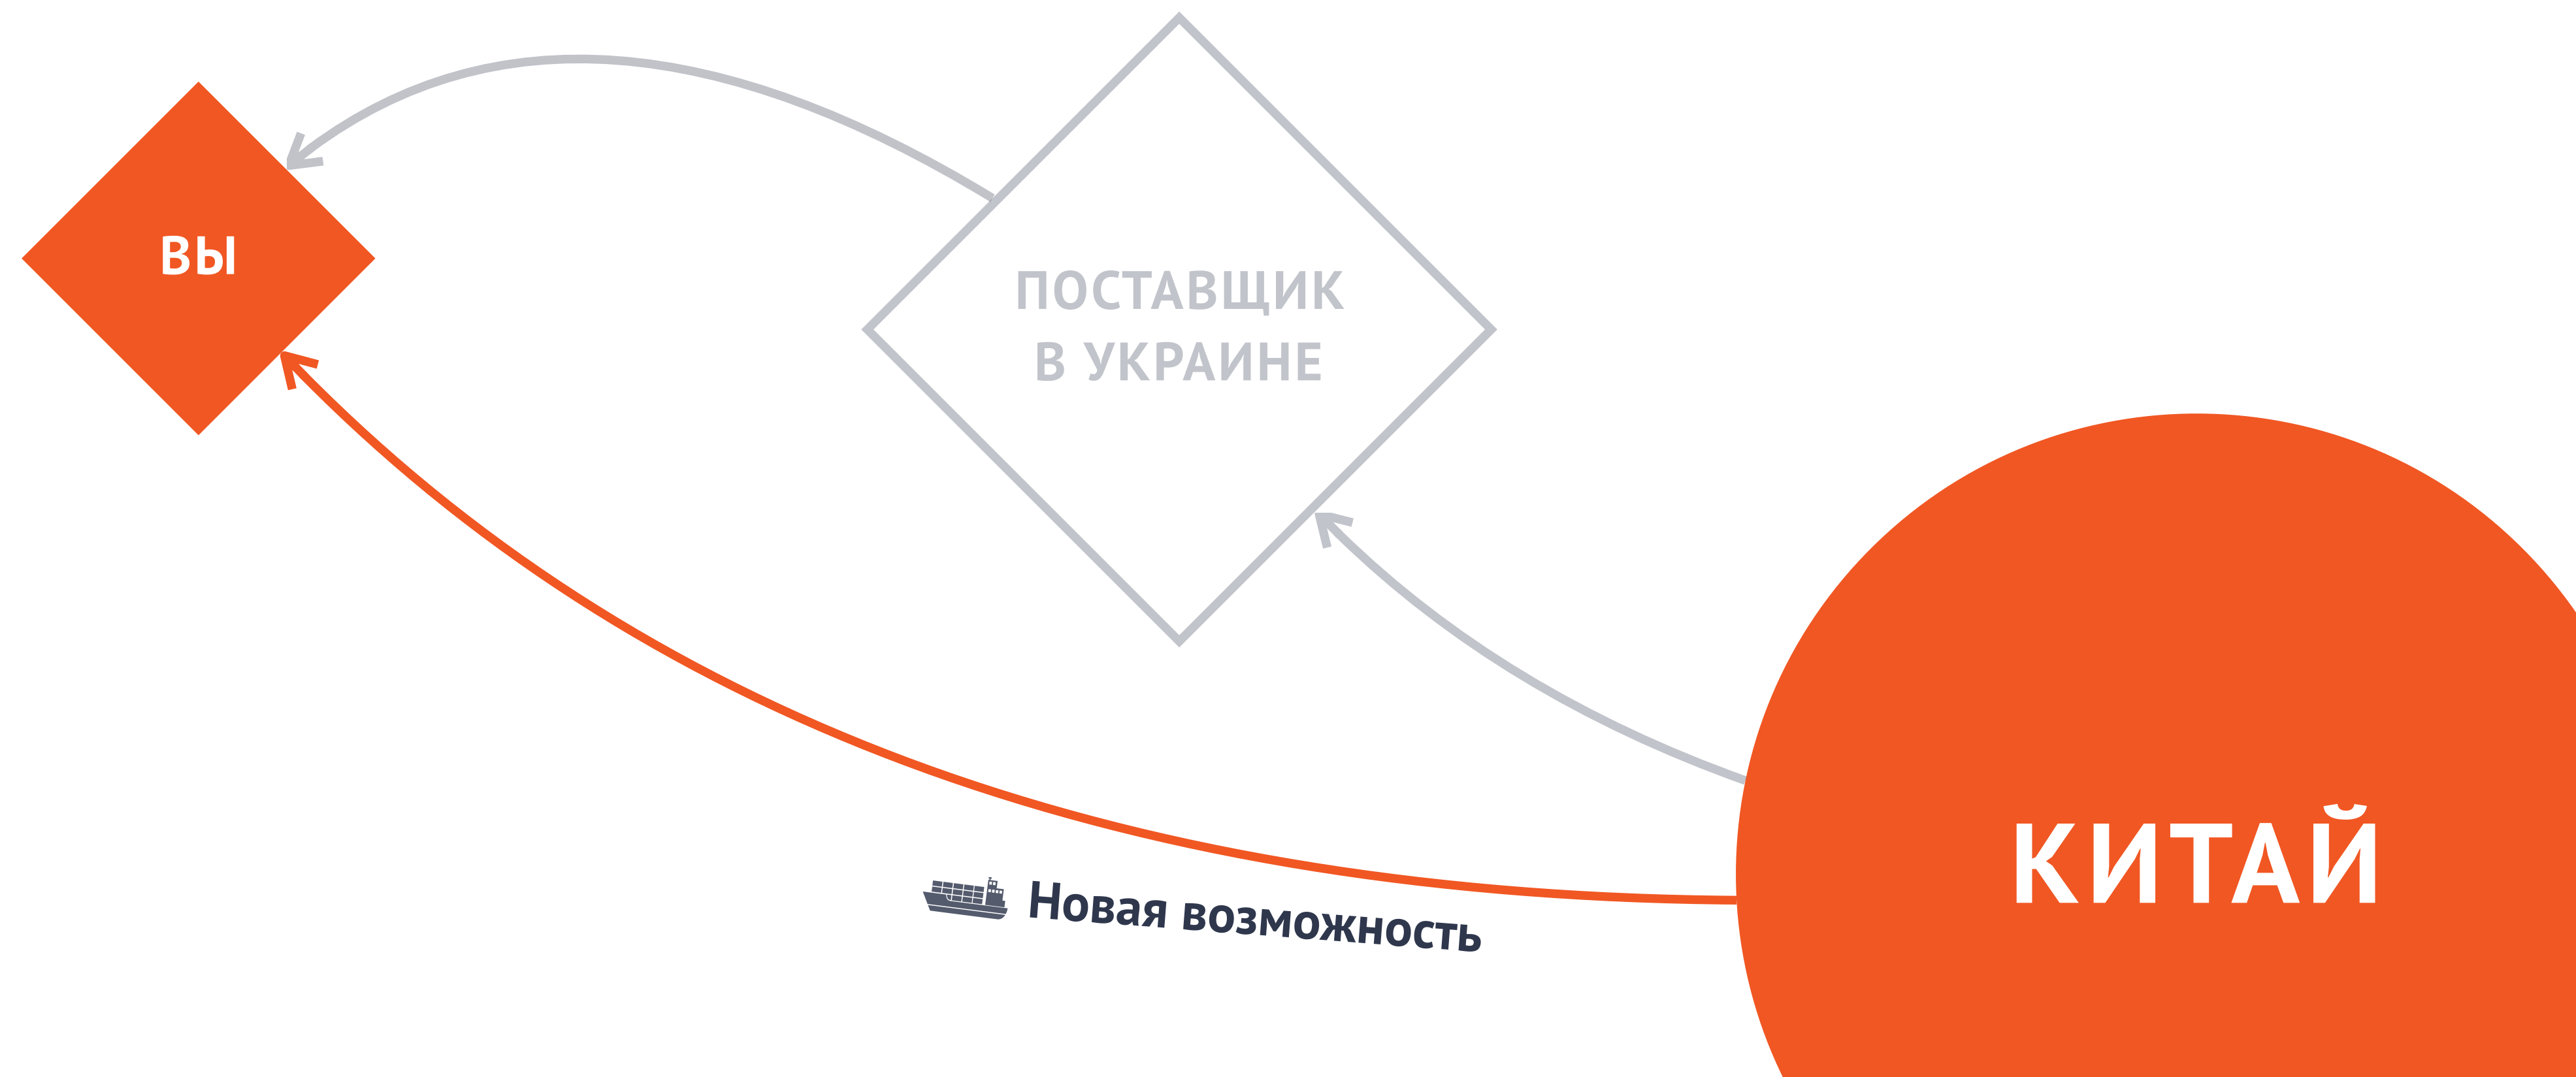 ВЫ
ПОСТАВЩИК
В УКРАИНЕ
КИТАЙ
Новая возможность